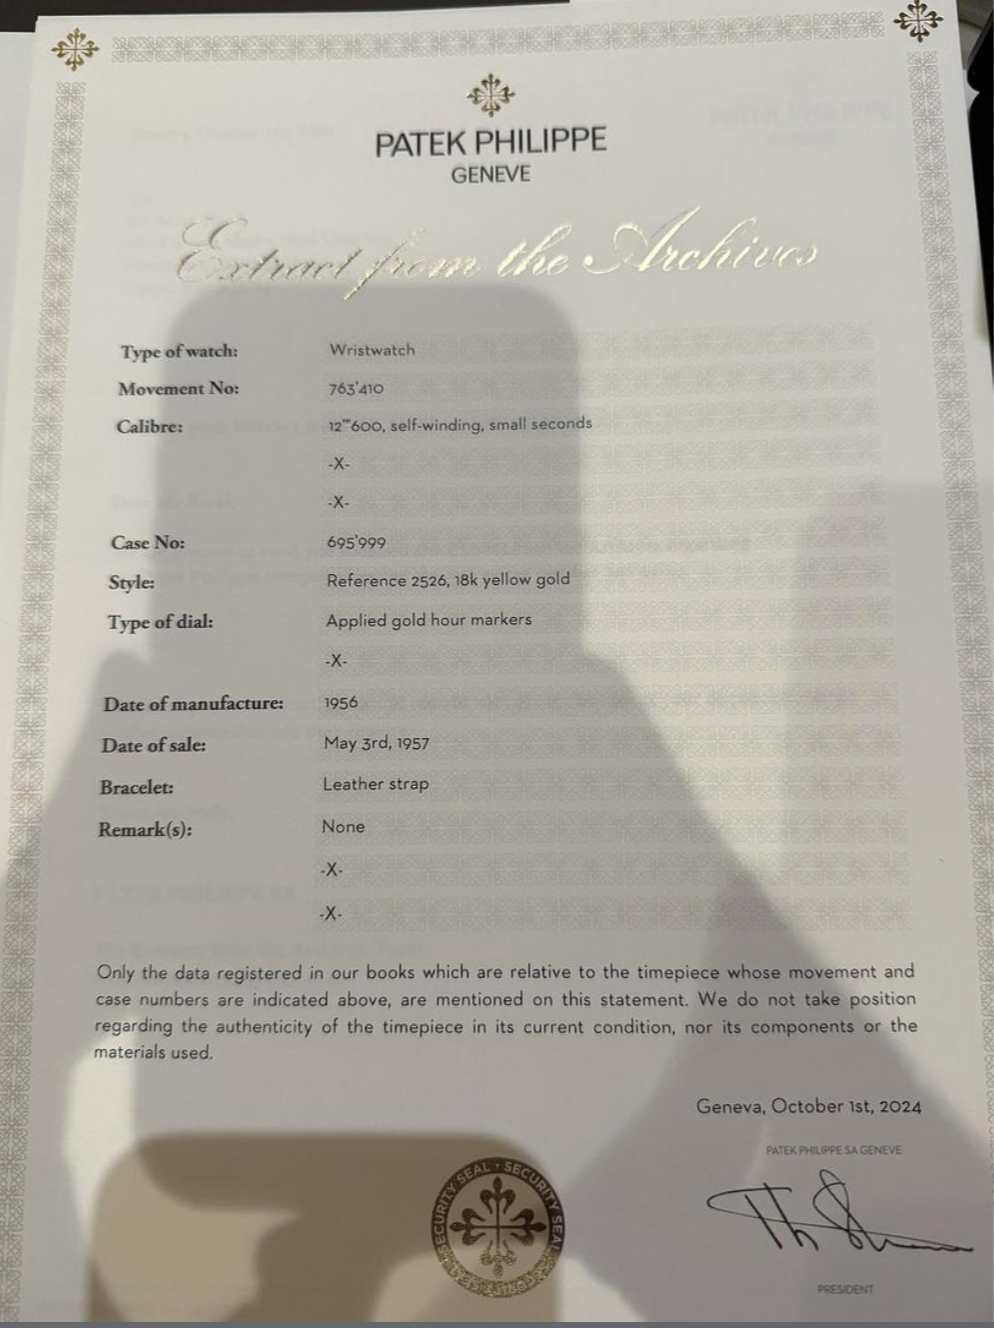 PATEK PHILIPPE
GENEVE
Extract from the Archives
Type of watch: Wristwatch
Movement No: 763'410
Calibre: 12'''600, self-winding, small seconds
-X-
-X-
Case No: 695'999
Style: Reference 2526, 18k yellow gold
Type of dial: Applied gold hour markers
-X-
Date of manufacture: 1956
Date of sale: May 3rd, 1957
Bracelet: Leather strap
Remark(s): None
-X-
-X-
Only the data registered in our books which are relative to the timepiece whose movement and
case numbers are indicated above, are mentioned on this statement. We do not take position
regarding the authenticity of the timepiece in its current condition, nor its components or the
materials used.
Geneva, October 1st, 2024
PATEK PHILIPPE SA GENEVE
PRESIDENT
SECURITY SEAL · SECURITY SEAL